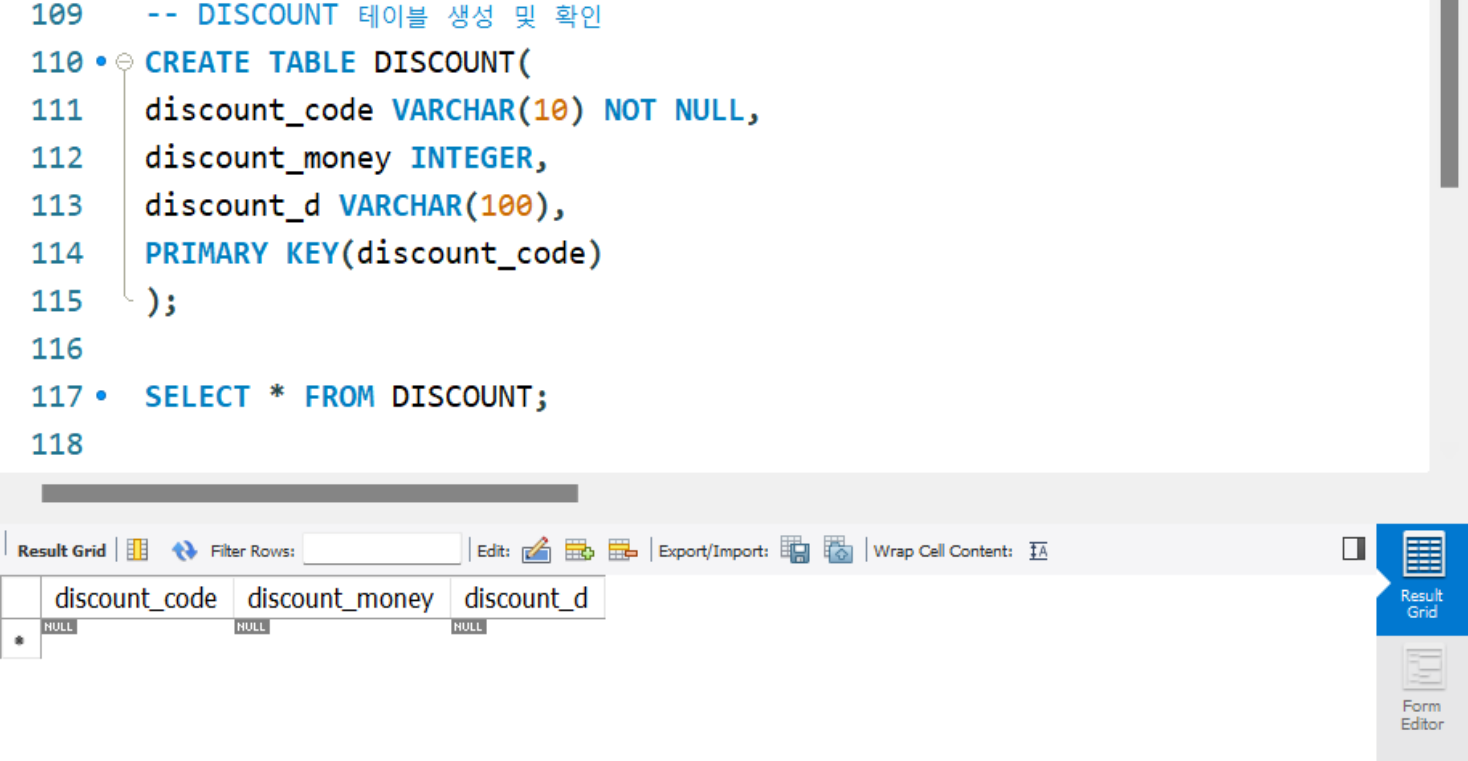 109 -- DISCOUNT 테이블 생성 및 확인
110 CREATE TABLE DISCOUNT(
111 discount_code VARCHAR(10) NOT NULL,
112 discount_money INTEGER,
113 discount_d VARCHAR(100),
114 PRIMARY KEY(discount_code)
115 );
116
117 SELECT * FROM DISCOUNT;
118
Result Grid Filter Rows: Edit: Export/Import: Wrap Cell Content: IA
discount_code discount_money discount_d
* NULL NULL NULL
Result
Grid
Form
Editor